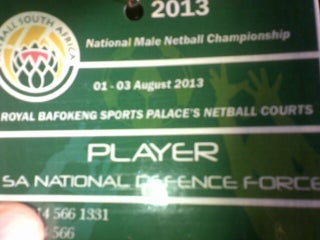 2013
BALL SOUTH AFRICA
National Male Netball Championship
01 - 03 August 2013
ROYAL BAFOKENG SPORTS PALACE'S NETBALL COURTS
PLAYER
SA NATIONAL DEFENCE FORCE
4 566 1331
566